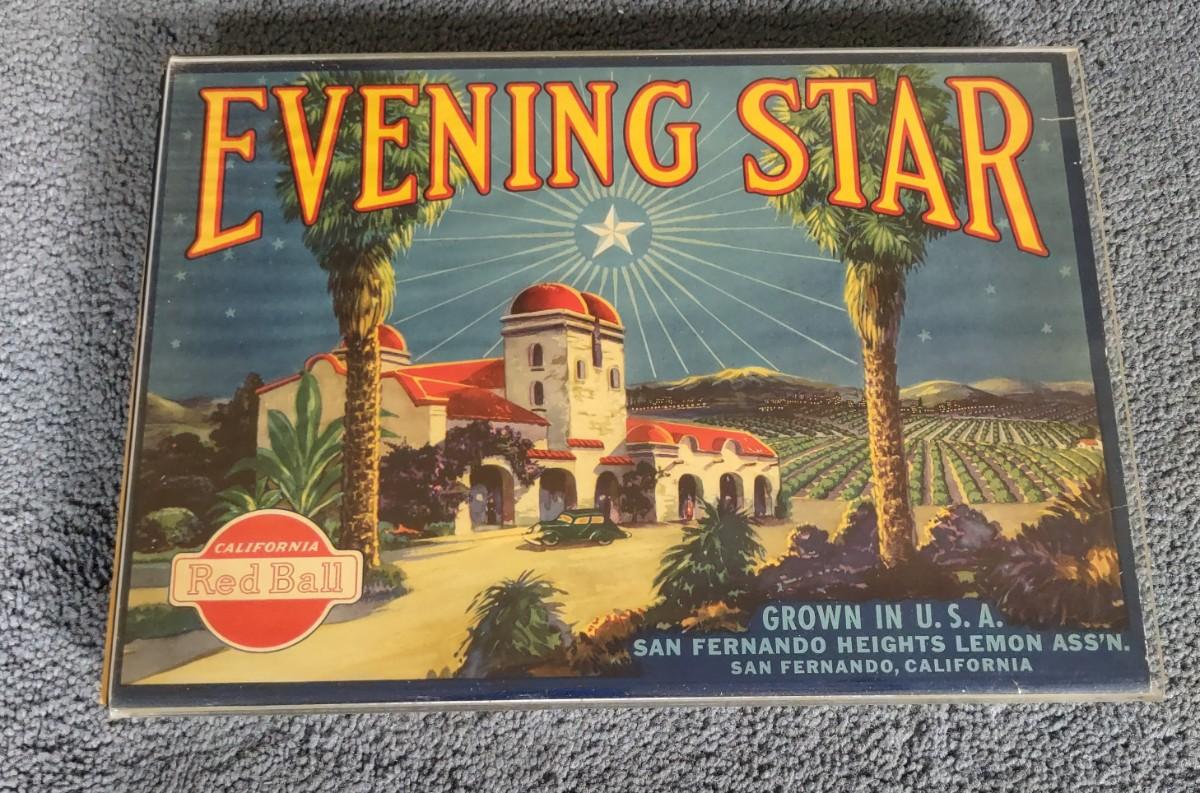 EVENING STAR
CALIFORNIA
Red Ball
GROWN IN U. S. A.
SAN FERNANDO HEIGHTS LEMON ASS'N.
SAN FERNANDO, CALIFORNIA